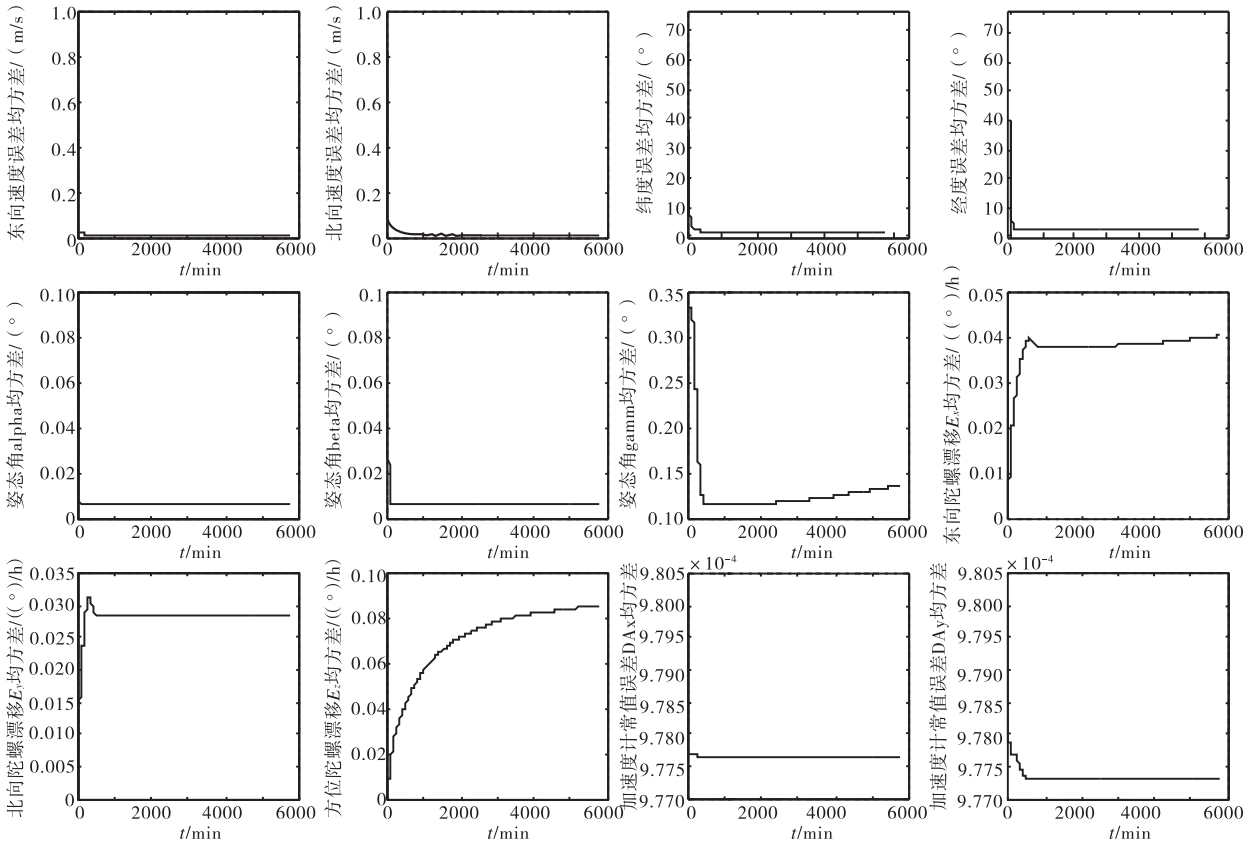 东向速度误差均方差/(m/s)
1.0
0.8
0.6
0.4
0.2
0
0 2000 4000 6000
t/min
北向速度误差均方差/(m/s)
1.0
0.8
0.6
0.4
0.2
0
0 2000 4000 6000
t/min
纬度误差均方差/(°)
70
60
50
40
30
20
10
0
0 2000 4000 6000
t/min
经度误差均方差/(°)
70
60
50
40
30
20
10
0
0 2000 4000 6000
t/min
姿态角alpha均方差/(°)
0.10
0.08
0.06
0.04
0.02
0
0 2000 4000 6000
t/min
姿态角beta均方差/(°)
0.1
0.08
0.06
0.04
0.02
0
0 2000 4000 6000
t/min
姿态角gamm均方差/(°)
0.35
0.30
0.25
0.20
0.15
0.10
0 2000 4000 6000
t/min
东向陀螺漂移Ex均方差/((°)/h)
0.05
0.04
0.03
0.02
0.01
0
0 2000 4000 6000
t/min
北向陀螺漂移Ey均方差/((°)/h)
0.035
0.030
0.025
0.020
0.015
0.010
0.005
0
0 2000 4000 6000
t/min
方位陀螺漂移Ez均方差/((°)/h)
0.10
0.08
0.06
0.04
0.02
0
0 2000 4000 6000
t/min
加速度计常值误差DAx均方差
×10⁻⁴
9.805
9.800
9.795
9.790
9.785
9.780
9.775
9.770
0 2000 4000 6000
t/min
加速度计常值误差DAy均方差
×10⁻⁴
9.805
9.800
9.795
9.790
9.785
9.780
9.775
9.770
0 2000 4000 6000
t/min